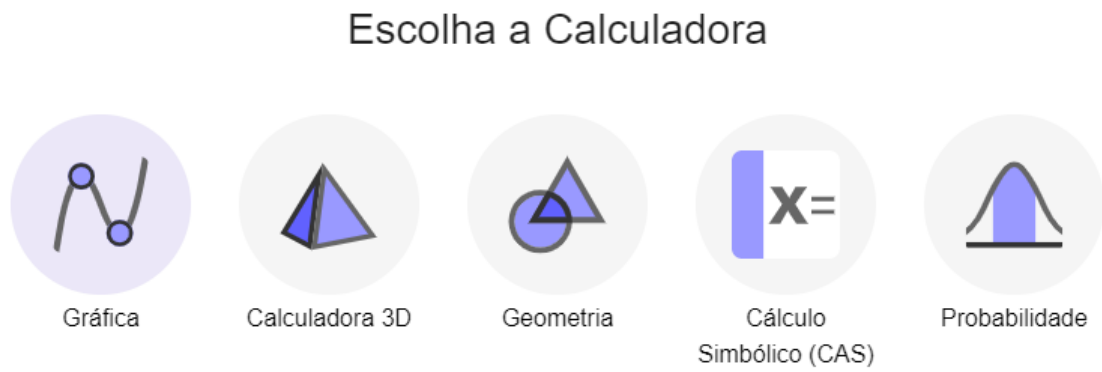 Escolha a Calculadora
x=
Gráfica
Calculadora 3D
Geometria
Cálculo
Simbólico (CAS)
Probabilidade